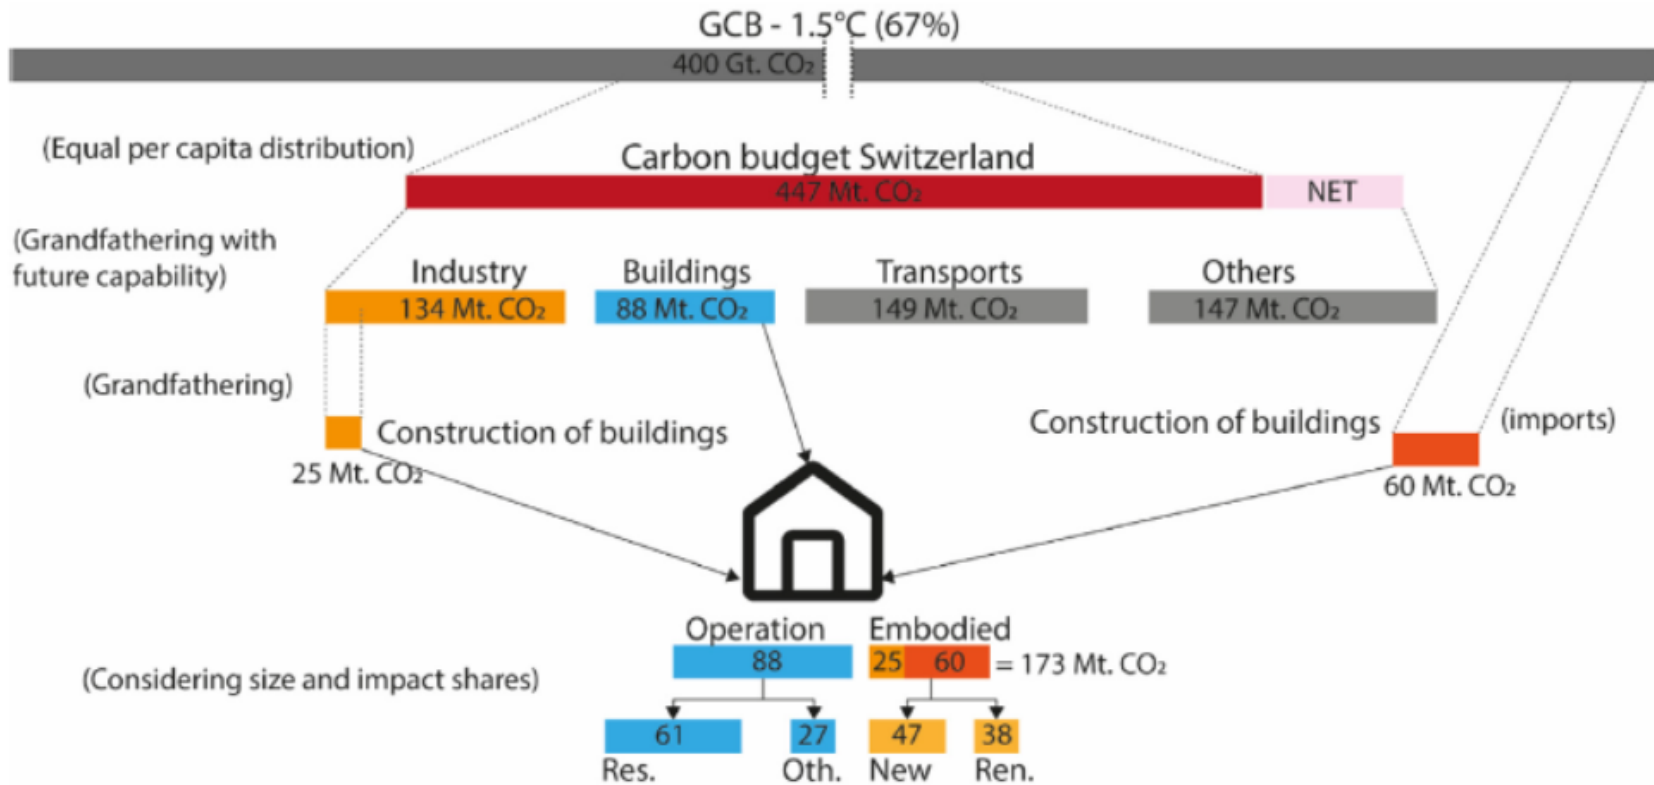 GCB - 1.5°C (67%)
400 Gt. CO₂
(Equal per capita distribution)
Carbon budget Switzerland
447 Mt. CO₂
NET
(Grandfathering with
future capability)
Industry
Buildings
Transports
Others
134 Mt. CO₂
88 Mt. CO₂
149 Mt. CO₂
147 Mt. CO₂
(Grandfathering)
Construction of buildings
25 Mt. CO₂
Construction of buildings
(imports)
60 Mt. CO₂
Operation
Embodied
88
25
60
= 173 Mt. CO₂
(Considering size and impact shares)
61
27
47
38
Res.
Oth.
New
Ren.